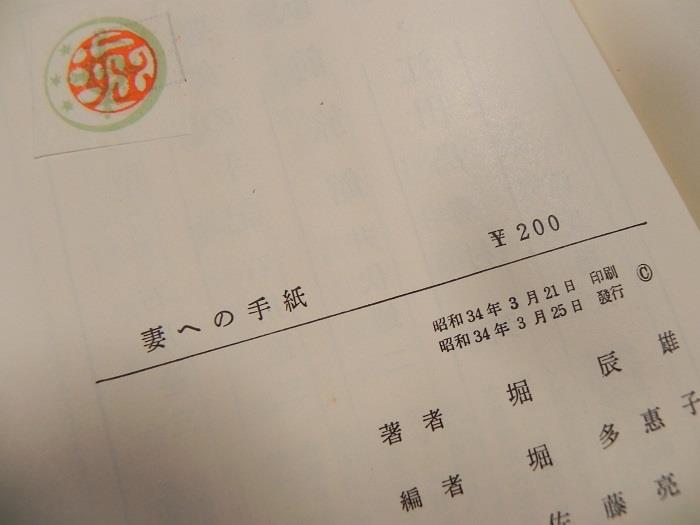 堀
妻への手紙
¥200
昭和34年3月21日 印刷
昭和34年3月25日 發行
©
著者 堀 辰 雄
編者 堀 多惠子
佐藤亮